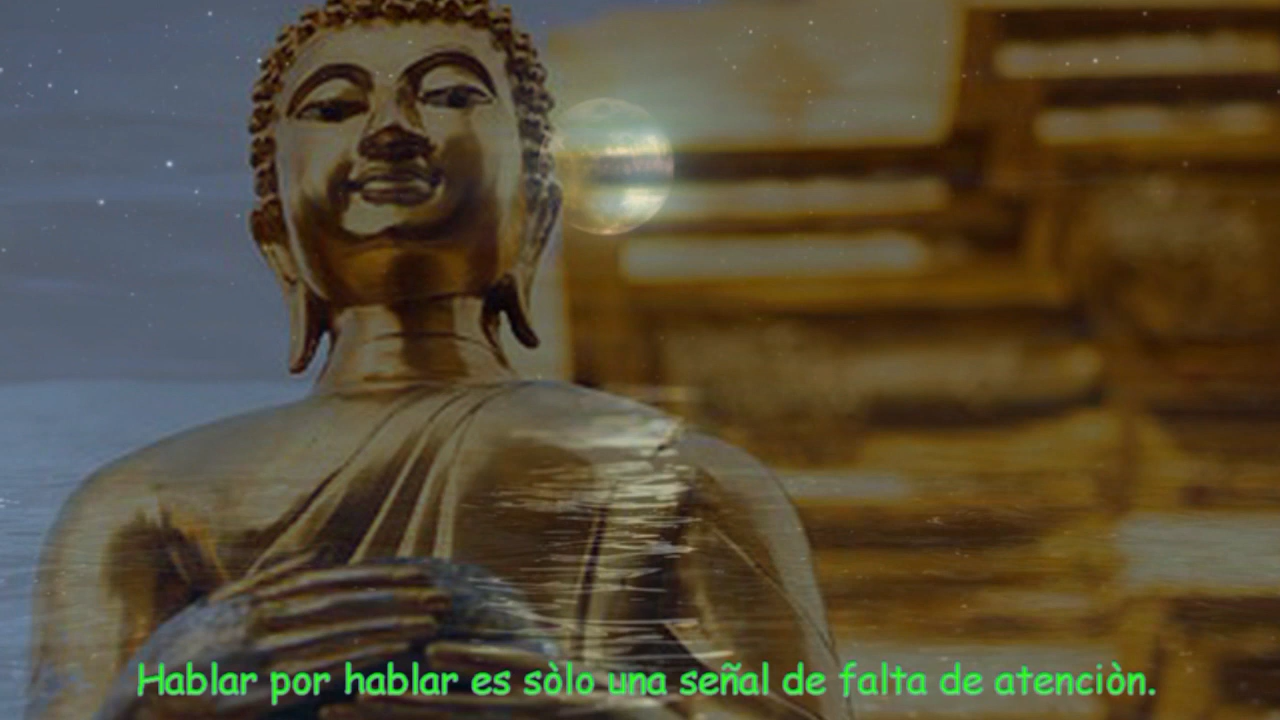 Hablar por hablar es sòlo una señal de falta de atenciòn.